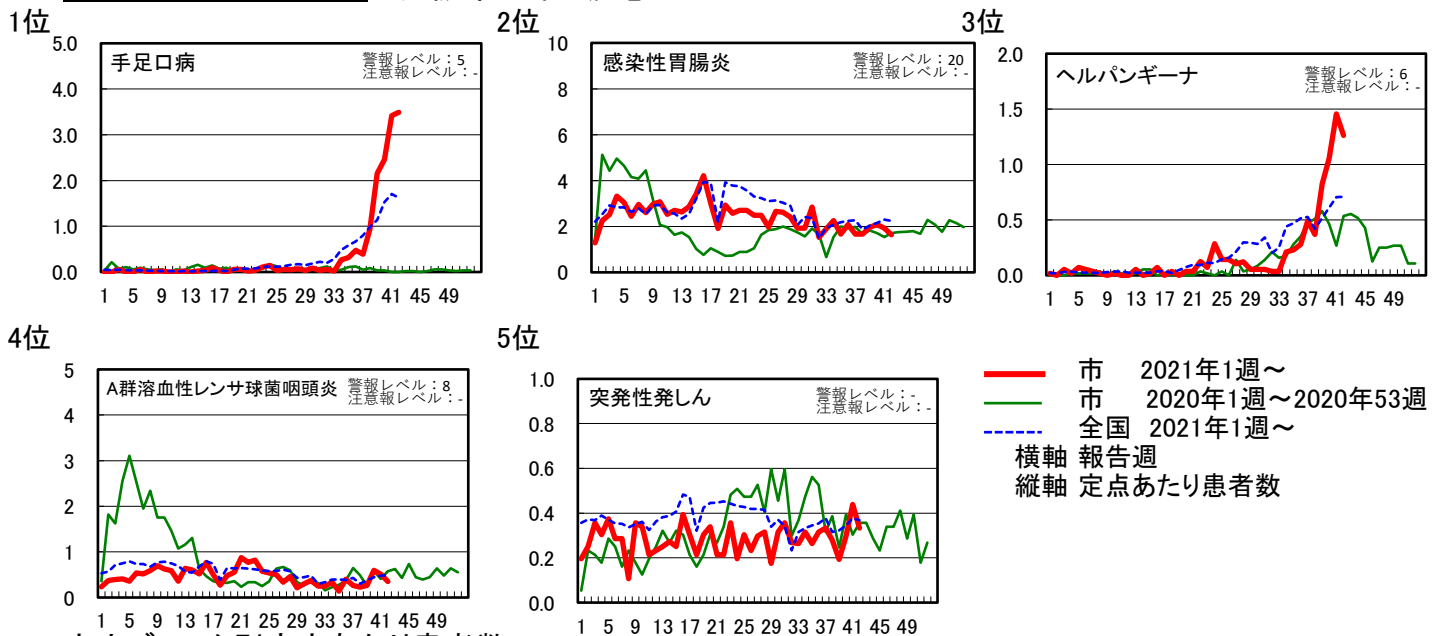 1位
手足口病
警報レベル：5
注意報レベル：-
5.0
4.0
3.0
2.0
1.0
0.0
1 5 9 13 17 21 25 29 33 37 41 45 49
2位
感染性胃腸炎
警報レベル：20
注意報レベル：-
10
8
6
4
2
0
1 5 9 13 17 21 25 29 33 37 41 45 49
3位
ヘルパンギーナ
警報レベル：6
注意報レベル：-
2.0
1.5
1.0
0.5
0.0
1 5 9 13 17 21 25 29 33 37 41 45 49
4位
A群溶血性レンサ球菌咽頭炎
警報レベル：8
注意報レベル：-
5
4
3
2
1
0
1 5 9 13 17 21 25 29 33 37 41 45 49
5位
突発性発しん
警報レベル：-
注意報レベル：-
1.0
0.8
0.6
0.4
0.2
0.0
1 5 9 13 17 21 25 29 33 37 41 45 49
市 2021年1週～
市 2020年1週～2020年53週
全国 2021年1週～
横軸 報告週
縦軸 定点あたり患者数